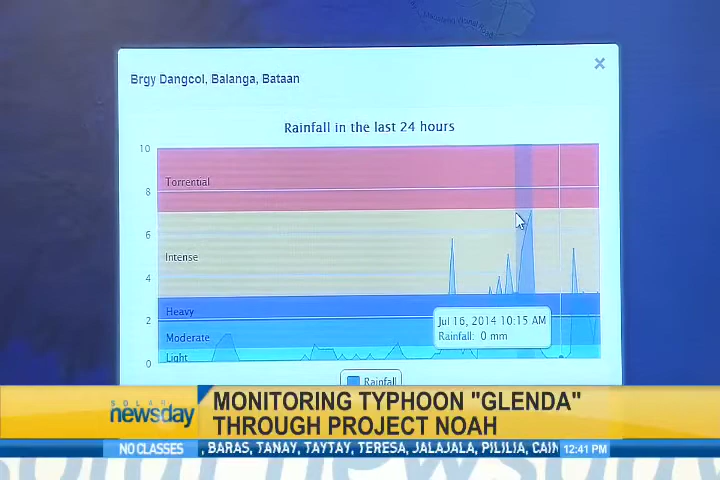 ×
Brgy Dangcol, Balanga, Bataan
Rainfall in the last 24 hours
10
Torrential
8
6
Intense
4
Heavy
2
Jul 16, 2014 10:15 AM
Rainfall: 0 mm
Moderate
Light
0
Rainfall
SOLAR
newsday
MONITORING TYPHOON "GLENDA"
THROUGH PROJECT NOAH
NO CLASSES
, BARAS, TANAY, TAYTAY, TERESA, JALAJALA, PILILIA, CAIN
12:41 PM